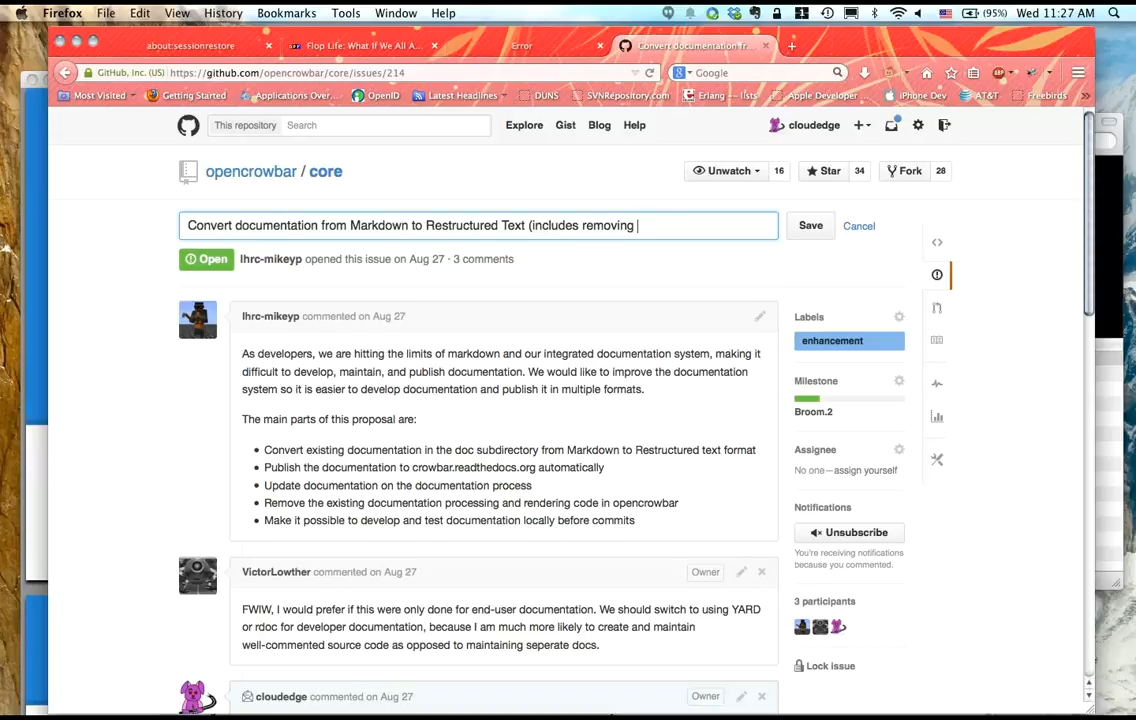 Firefox File Edit View History Bookmarks Tools Window Help (95%) Wed 11:27 AM
about:sessionrestore Flop Life: What If We All A... Error Convert documentation fr...
GitHub, Inc. (US) https://github.com/opencrowbar/core/issues/214 Google
Most Visited Getting Started Applications Over... OpenID Latest Headlines DUNS SVNRepository.com Erlang — lists Apple Developer... iPhone Dev AT&T Freebirds
This repository Search Explore Gist Blog Help cloudedge
opencrowbar / core Unwatch 16 Star 34 Fork 28
Convert documentation from Markdown to Restructured Text (includes removing Save Cancel
Open lhrc-mikeyp opened this issue on Aug 27 · 3 comments
lhrc-mikeyp commented on Aug 27
As developers, we are hitting the limits of markdown and our integrated documentation system, making it
difficult to develop, maintain, and publish documentation. We would like to improve the documentation
system so it is easier to develop documentation and publish it in multiple formats.
The main parts of this proposal are:
• Convert existing documentation in the doc subdirectory from Markdown to Restructured text format
• Publish the documentation to crowbar.readthedocs.org automatically
• Update documentation on the documentation process
• Remove the existing documentation processing and rendering code in opencrowbar
• Make it possible to develop and test documentation locally before commits
VictorLowther commented on Aug 27 Owner
FWIW, I would prefer if this were only done for end-user documentation. We should switch to using YARD
or rdoc for developer documentation, because I am much more likely to create and maintain
well-commented source code as opposed to maintaining seperate docs.
cloudedge commented on Aug 27 Owner
Labels
enhancement
Milestone
Broom.2
Assignee
No one—assign yourself
Notifications
Unsubscribe
You're receiving notifications
because you commented.
3 participants
Lock issue